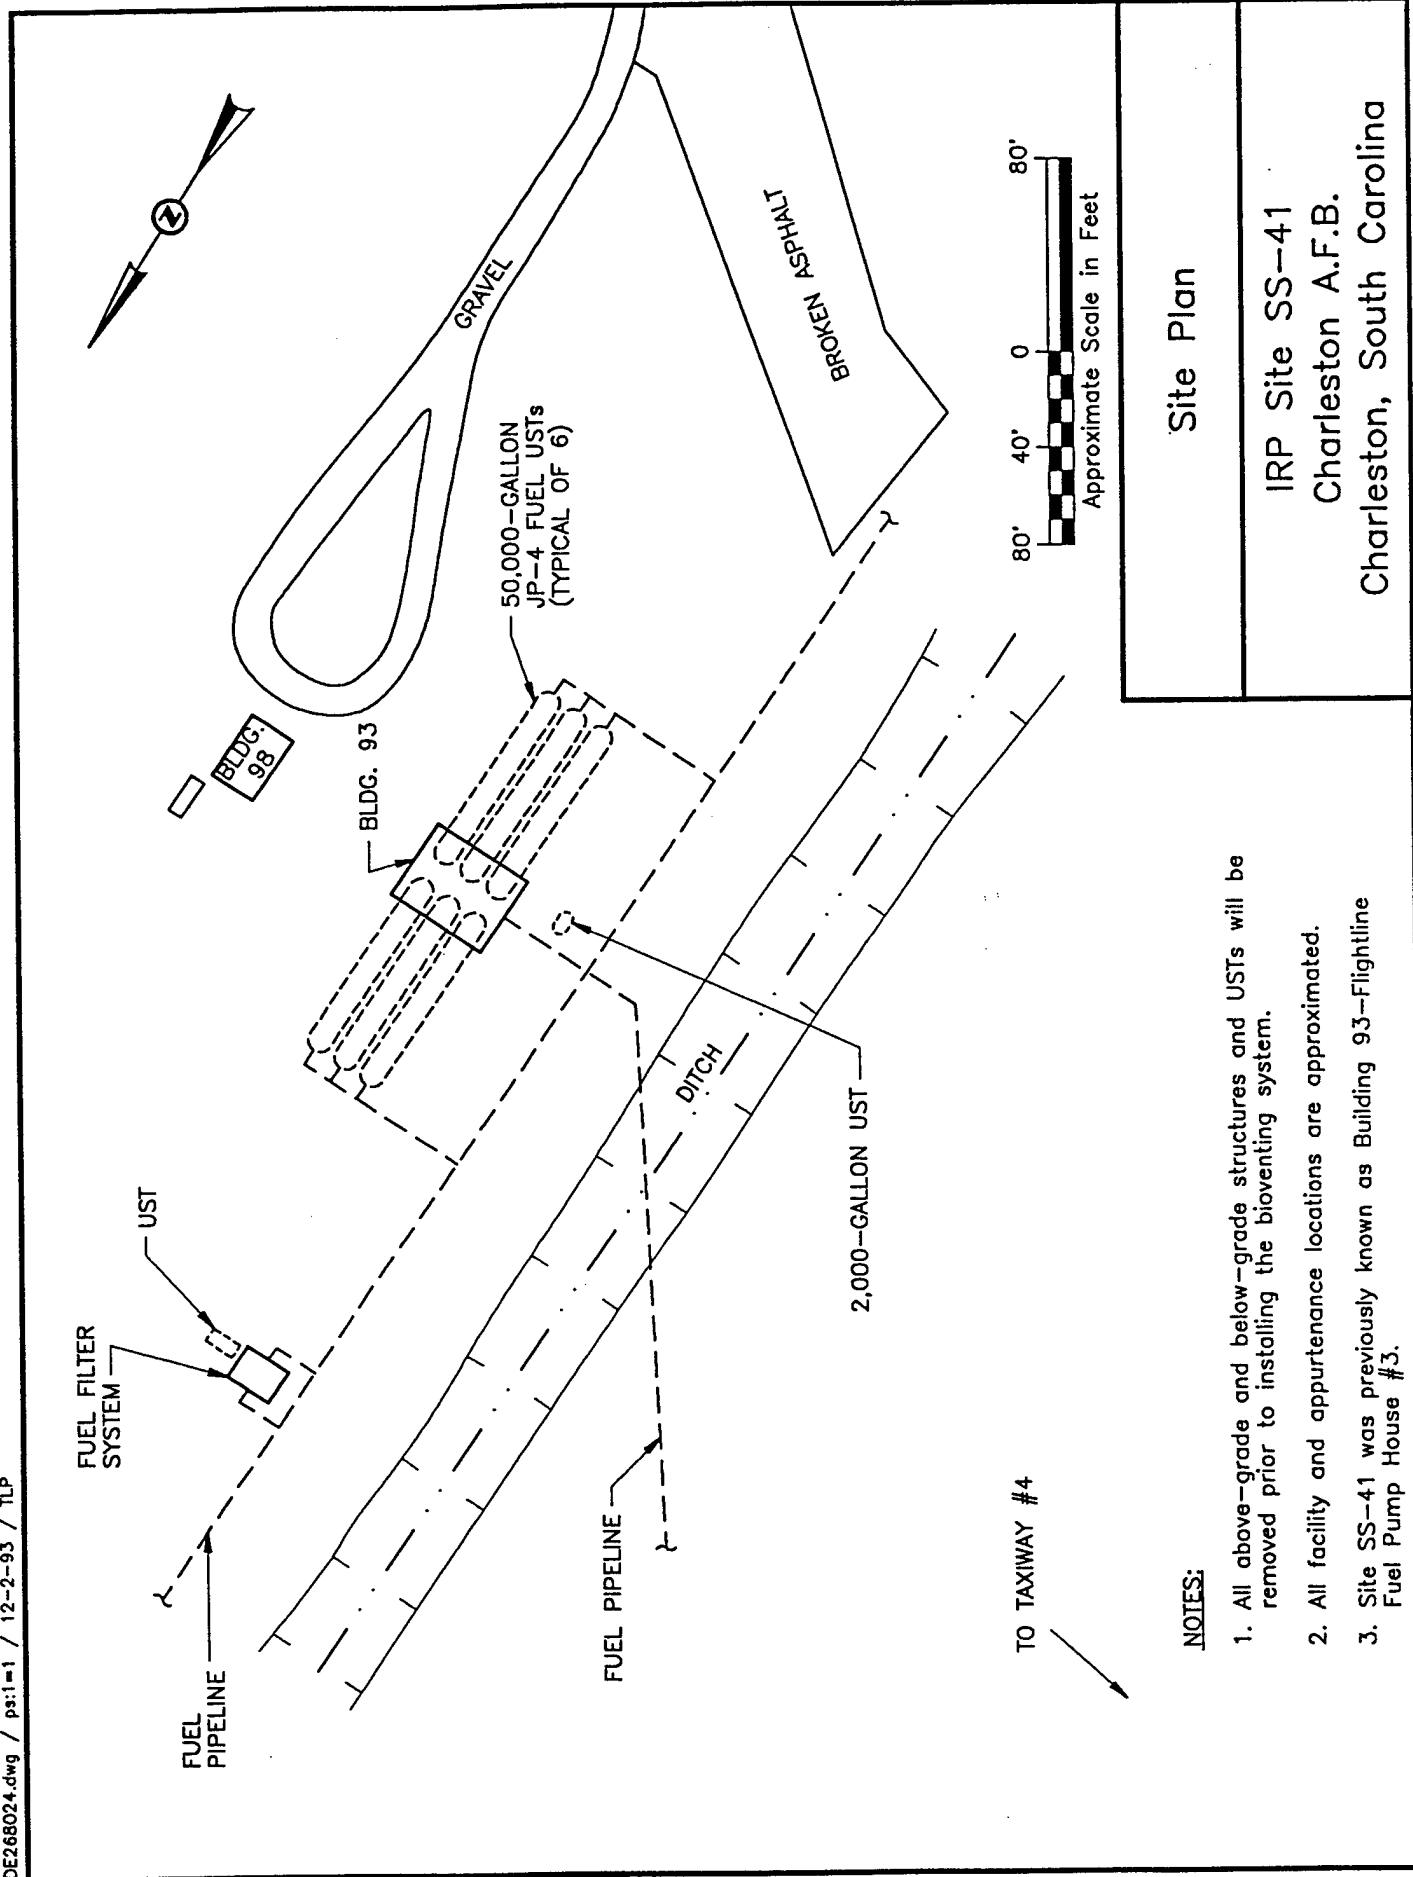 DE268024.dwg / ps:1=1 / 12-2-93 / TLP
FUEL
PIPELINE
FUEL FILTER
SYSTEM
UST
BLDG.
98
BLDG. 93
GRAVEL
50,000-GALLON
JP-4 FUEL USTs
(TYPICAL OF 6)
N
BROKEN ASPHALT
DITCH
FUEL PIPELINE
2,000-GALLON UST
TO TAXIWAY #4
80' 40' 0 80'
Approximate Scale in Feet
NOTES:
1. All above-grade and below-grade structures and USTs will be
removed prior to installing the bioventing system.
2. All facility and appurtenance locations are approximated.
3. Site SS-41 was previously known as Building 93-Flightline
Fuel Pump House #3.
Site Plan
IRP Site SS-41
Charleston A.F.B.
Charleston, South Carolina